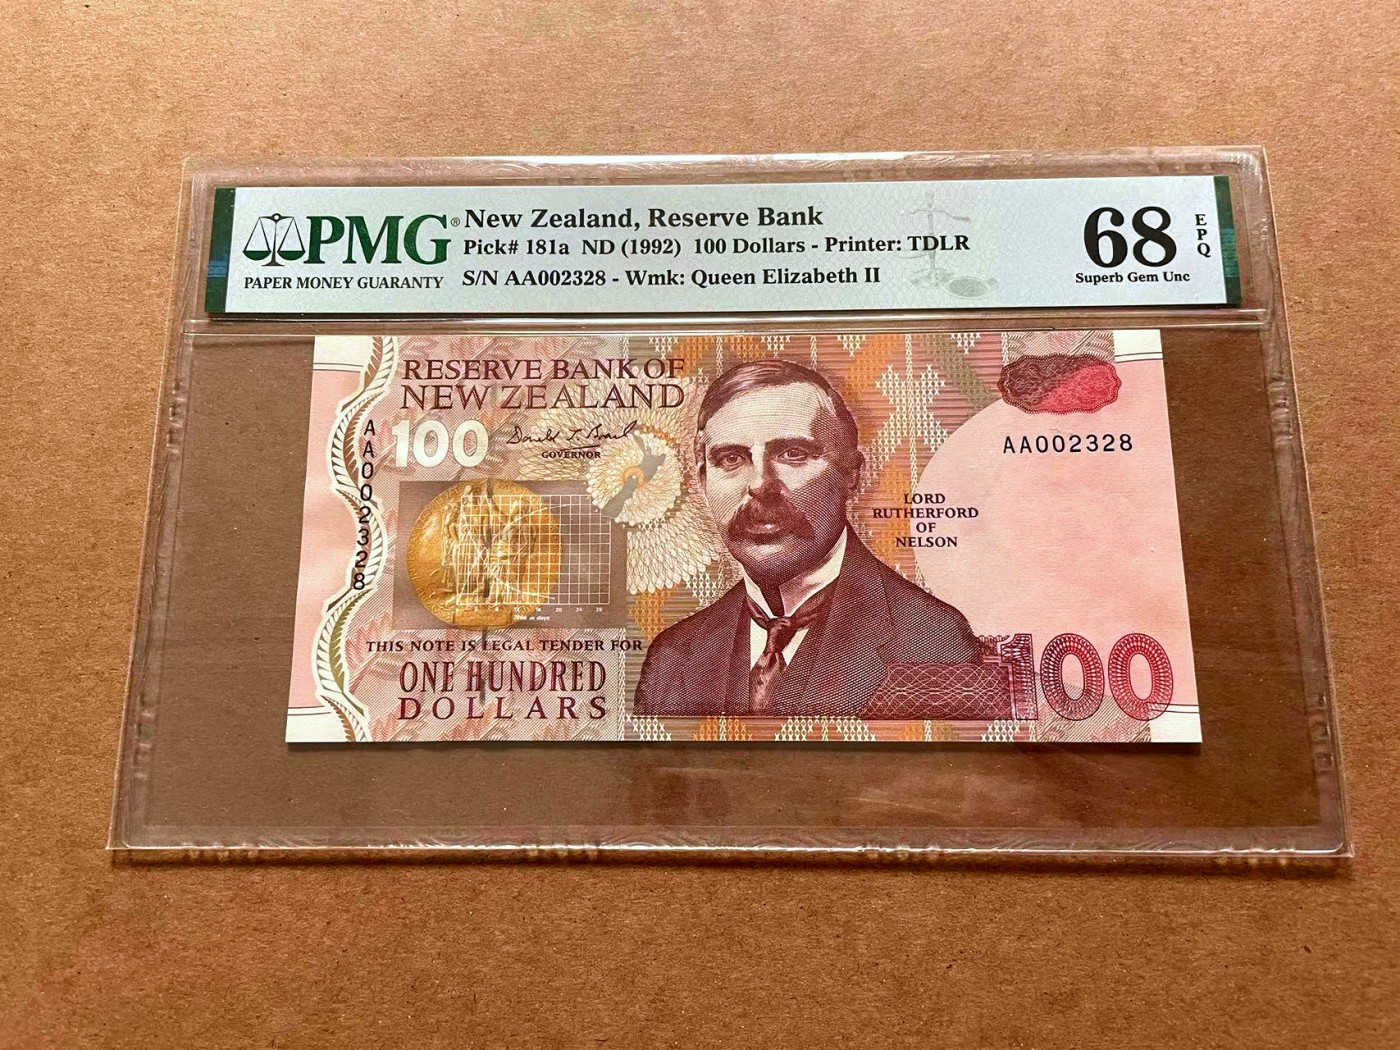 PMG®
PAPER MONEY GUARANTY
New Zealand, Reserve Bank
Pick# 181a ND (1992) 100 Dollars - Printer: TDLR
S/N AA002328 - Wmk: Queen Elizabeth II
68
EPQ
Superb Gem Unc
RESERVE BANK OF
NEW ZEALAND
100
GOVERNOR
AA002328
AA002328
LORD
RUTHERFORD
OF
NELSON
THIS NOTE IS LEGAL TENDER FOR
ONE HUNDRED
DOLLARS
100